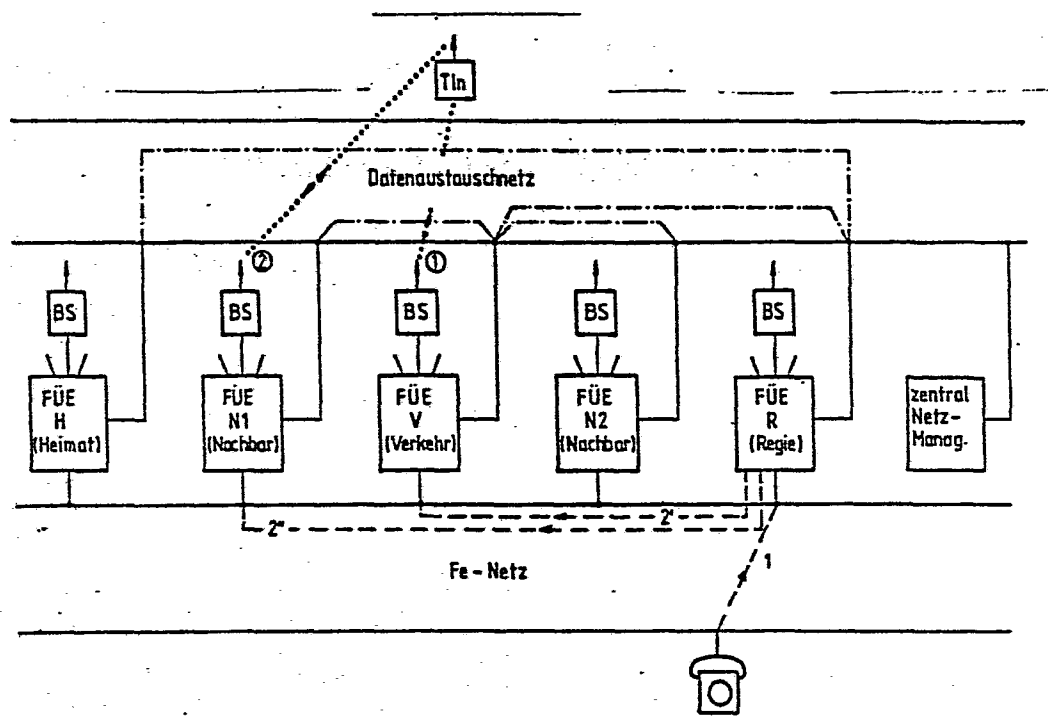 Tln
Datenaustauschnetz
②
①
BS
BS
BS
BS
BS
FÜE
H
(Heimat)
FÜE
N1
(Nachbar)
FÜE
V
(Verkehr)
FÜE
N2
(Nachbar)
FÜE
R
(Regie)
zentral
Netz-
Manag.
2'
2"
1
Fe-Netz